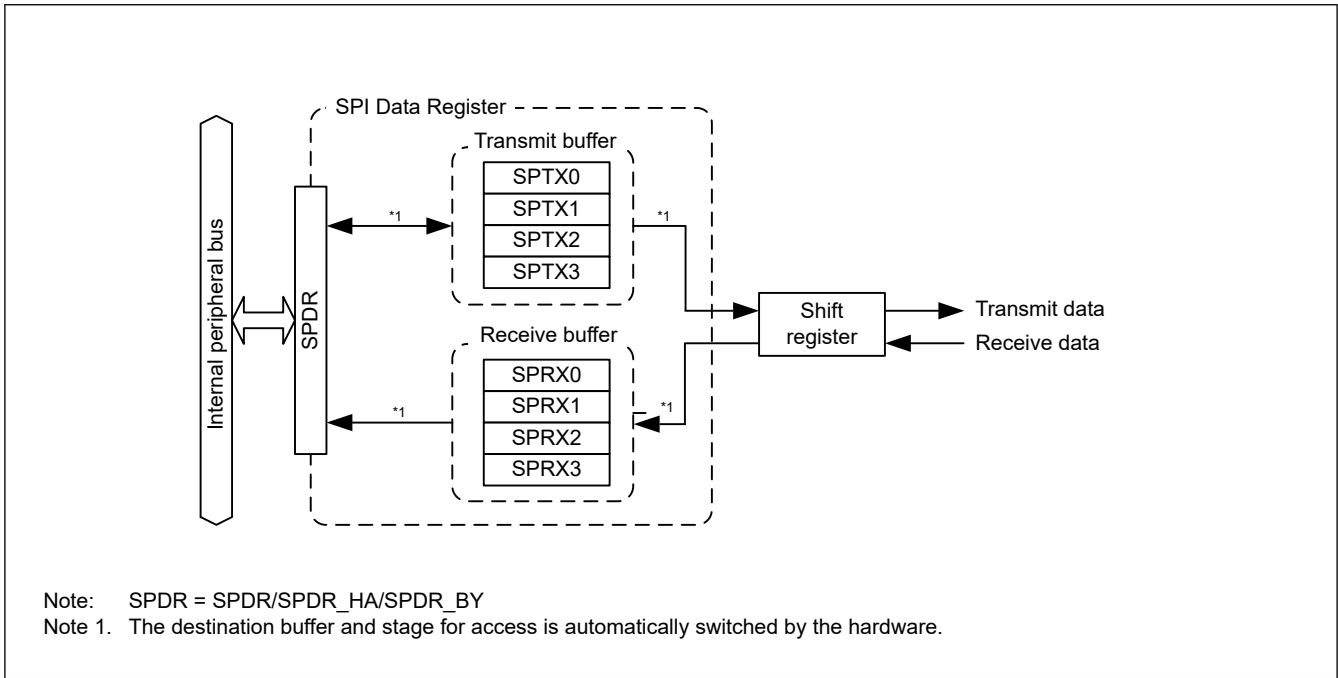 SPI Data Register
Transmit buffer
SPTX0
SPTX1
SPTX2
SPTX3
*1
*1
Internal peripheral bus
SPDR
Shift
register
Transmit data
Receive data
Receive buffer
SPRX0
SPRX1
SPRX2
SPRX3
*1
*1
Note: SPDR = SPDR/SPDR_HA/SPDR_BY
Note 1. The destination buffer and stage for access is automatically switched by the hardware.